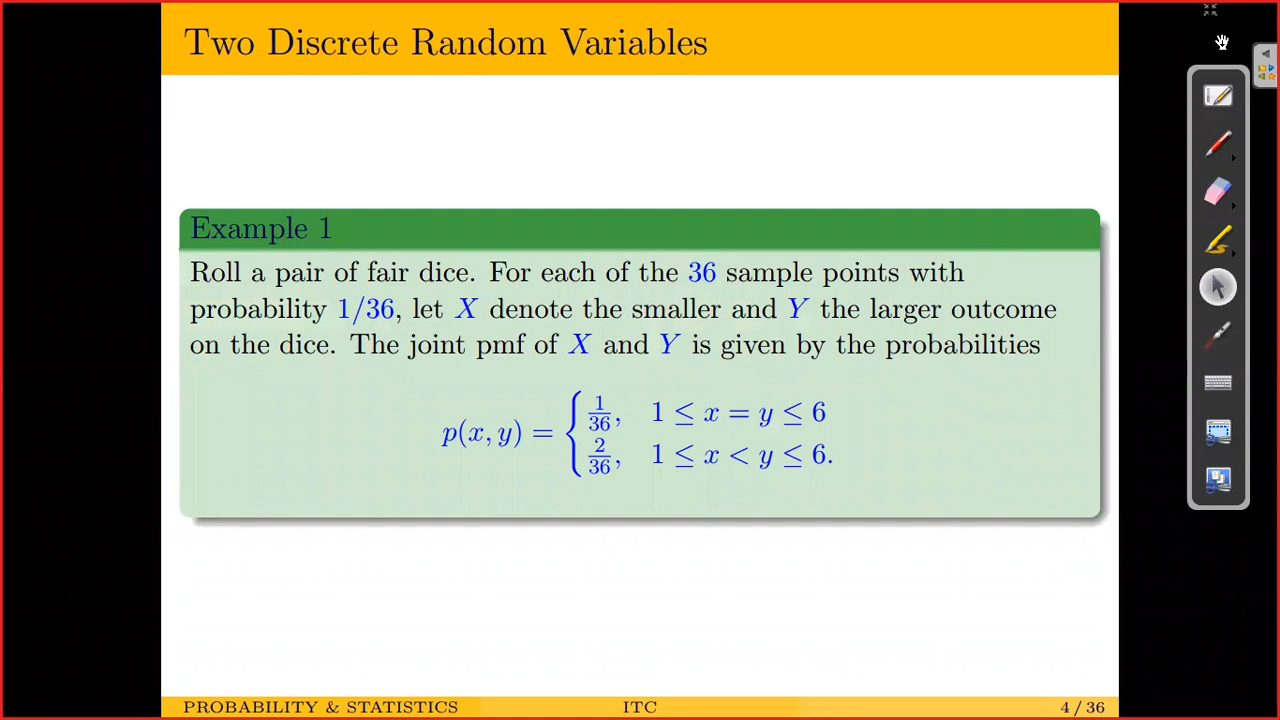 Two Discrete Random Variables
Example 1
Roll a pair of fair dice. For each of the 36 sample points with
probability 1/36, let X denote the smaller and Y the larger outcome
on the dice. The joint pmf of X and Y is given by the probabilities
p(x, y) = { 1/36, 1 ≤ x = y ≤ 6
2/36, 1 ≤ x < y ≤ 6.
PROBABILITY & STATISTICS ITC 4 / 36